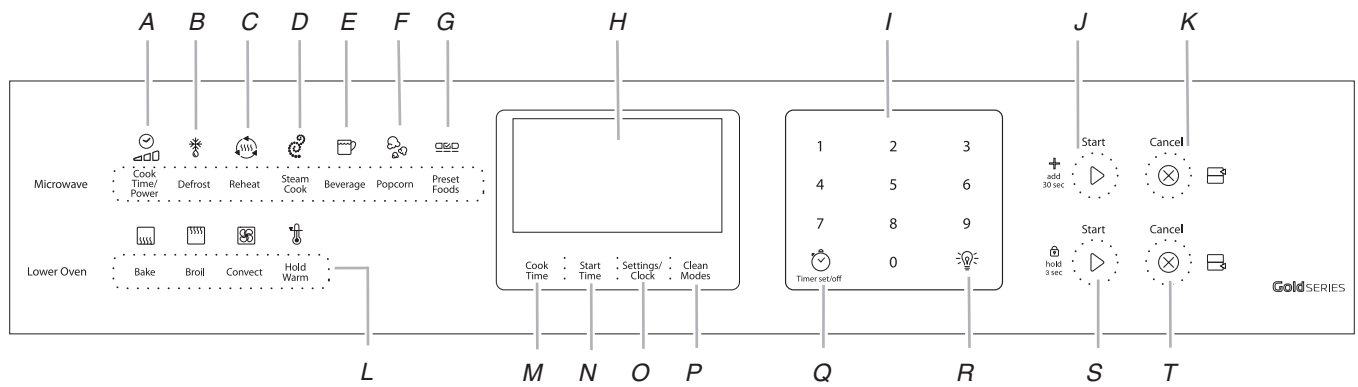 A B C D E F G H I J K
Start Cancel
1 2 3
Microwave
Cook Time/ Power
Defrost
Reheat
Steam Cook
Beverage
Popcorn
Preset Foods
add 30 sec
4 5 6
7 8 9
Start Cancel
Lower Oven
Bake
Broil
Convect
Hold Warm
Cook Time
Start Time
Settings/ Clock
Clean Modes
Timer set/off
0
hold 3 sec
Gold SERIES
L M N O P Q R S T